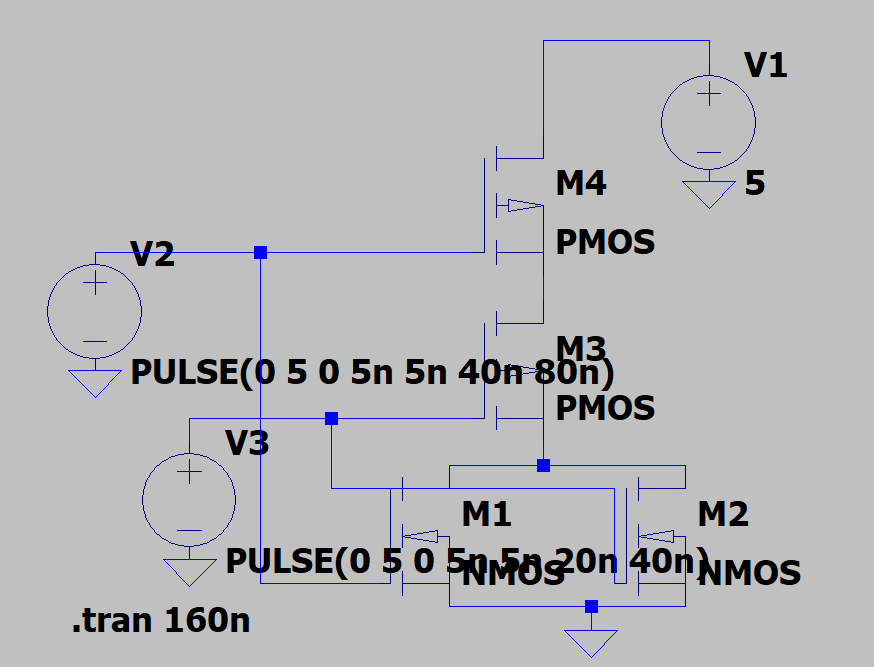 V1
M4
5
PMOS
V2
M3
PULSE(0 5 0 5n 5n 40n 80n)
PMOS
V3
M1
M2
PULSE(0 5 0 5n 5n 20n 40n)
NMOS
NMOS
.tran 160n